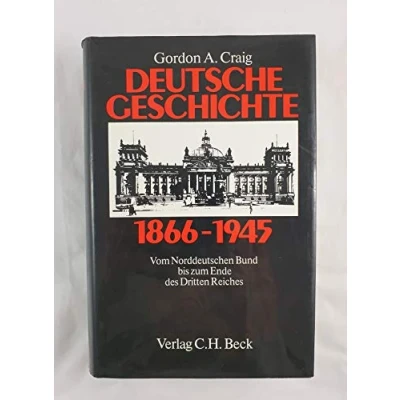 Gordon A. Craig
DEUTSCHE
GESCHICHTE
1866-1945
Vom Norddeutschen Bund
bis zum Ende
des Dritten Reiches
Verlag C.H. Beck